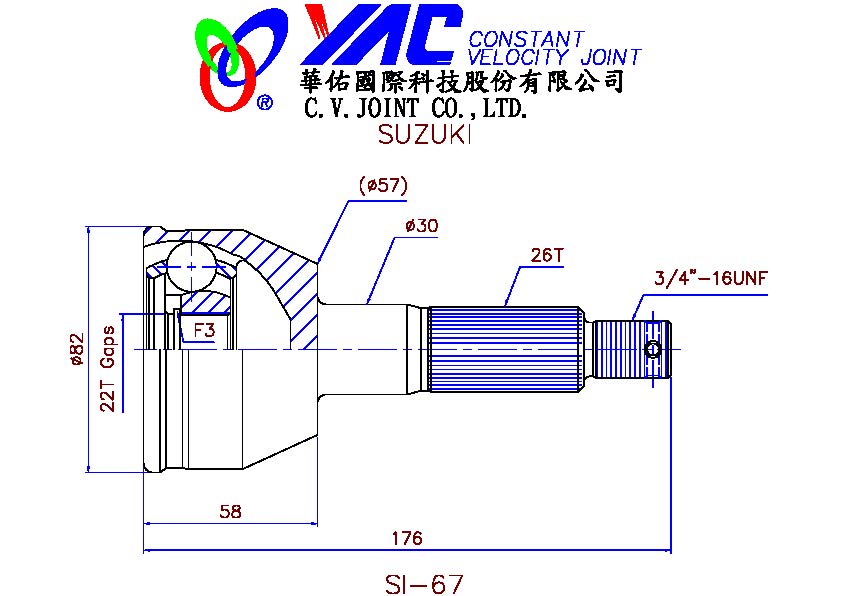 YAC CONSTANT
VELOCITY JOINT
®
華佑國際科技股份有限公司
C.V.JOINT CO.,LTD.
SUZUKI
(ø57)
ø30
26T
3/4"-16UNF
F3
ø82
22T Gaps
58
176
SI-67